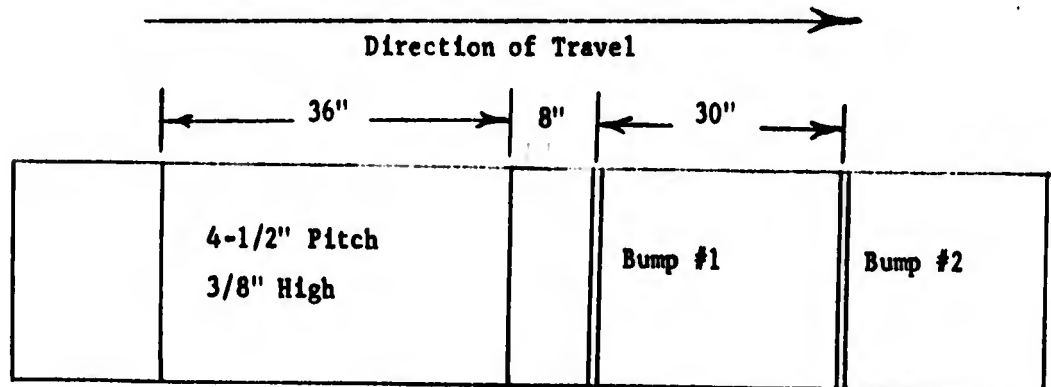 Direction of Travel
36" 8" 30"
4-1/2" Pitch
3/8" High
Bump #1
Bump #2